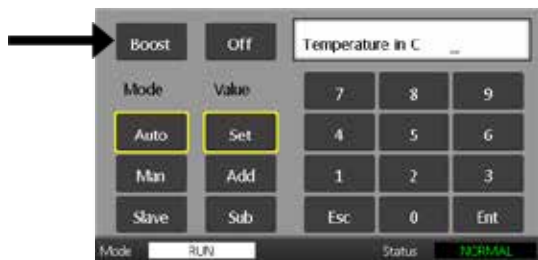 Boost Off Temperature in C _
Mode Value 7 8 9
Auto Set 4 5 6
Man Add 1 2 3
Slave Sub Esc 0 Ent
Mode RUN Status NORMAL